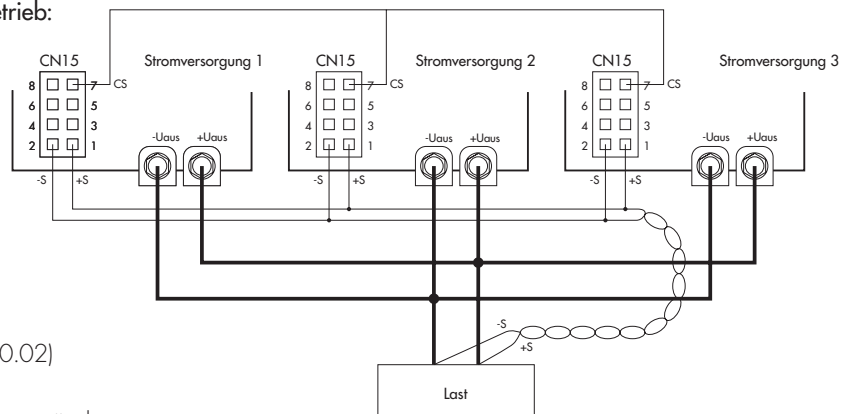 etrieb:
CN15 Stromversorgung 1 CN15 Stromversorgung 2 CN15 Stromversorgung 3
8 7 CS 8 7 CS 8 7 CS
6 5 6 5 6 5
4 3 4 3 4 3
-Uaus +Uaus -Uaus +Uaus -Uaus +Uaus
2 1 2 1 2 1
-S +S -S +S -S +S
-S
+S
0.02)
Last